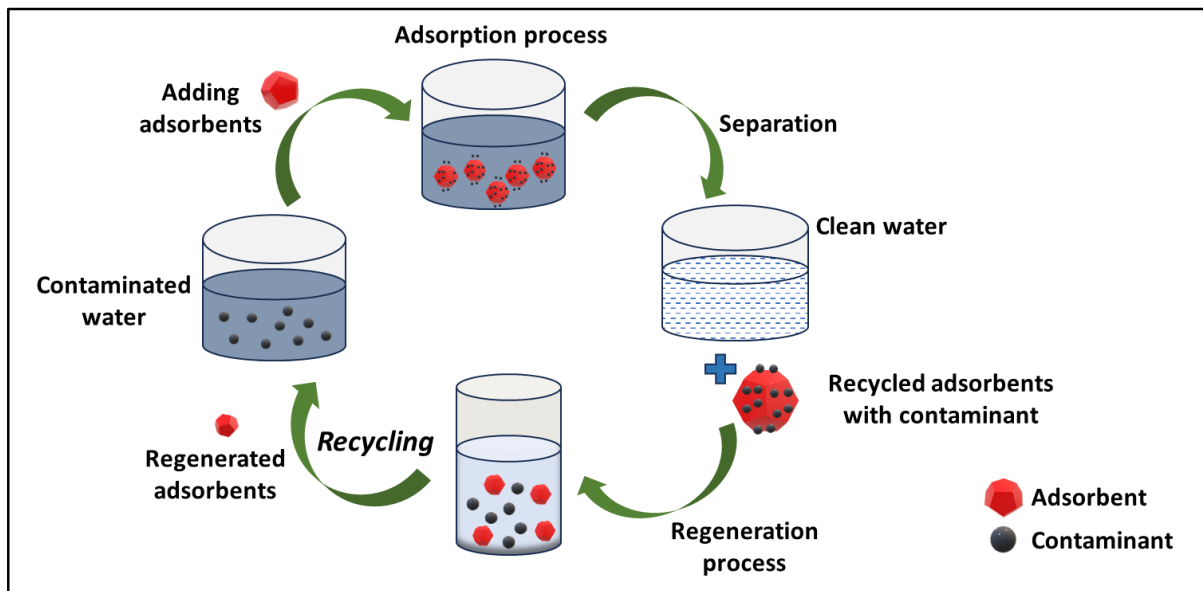 Adsorption process
Adding
adsorbents
Separation
Clean water
Contaminated
water
Recycled adsorbents
with contaminant
Recycling
Regenerated
adsorbents
Regeneration
process
Adsorbent
Contaminant